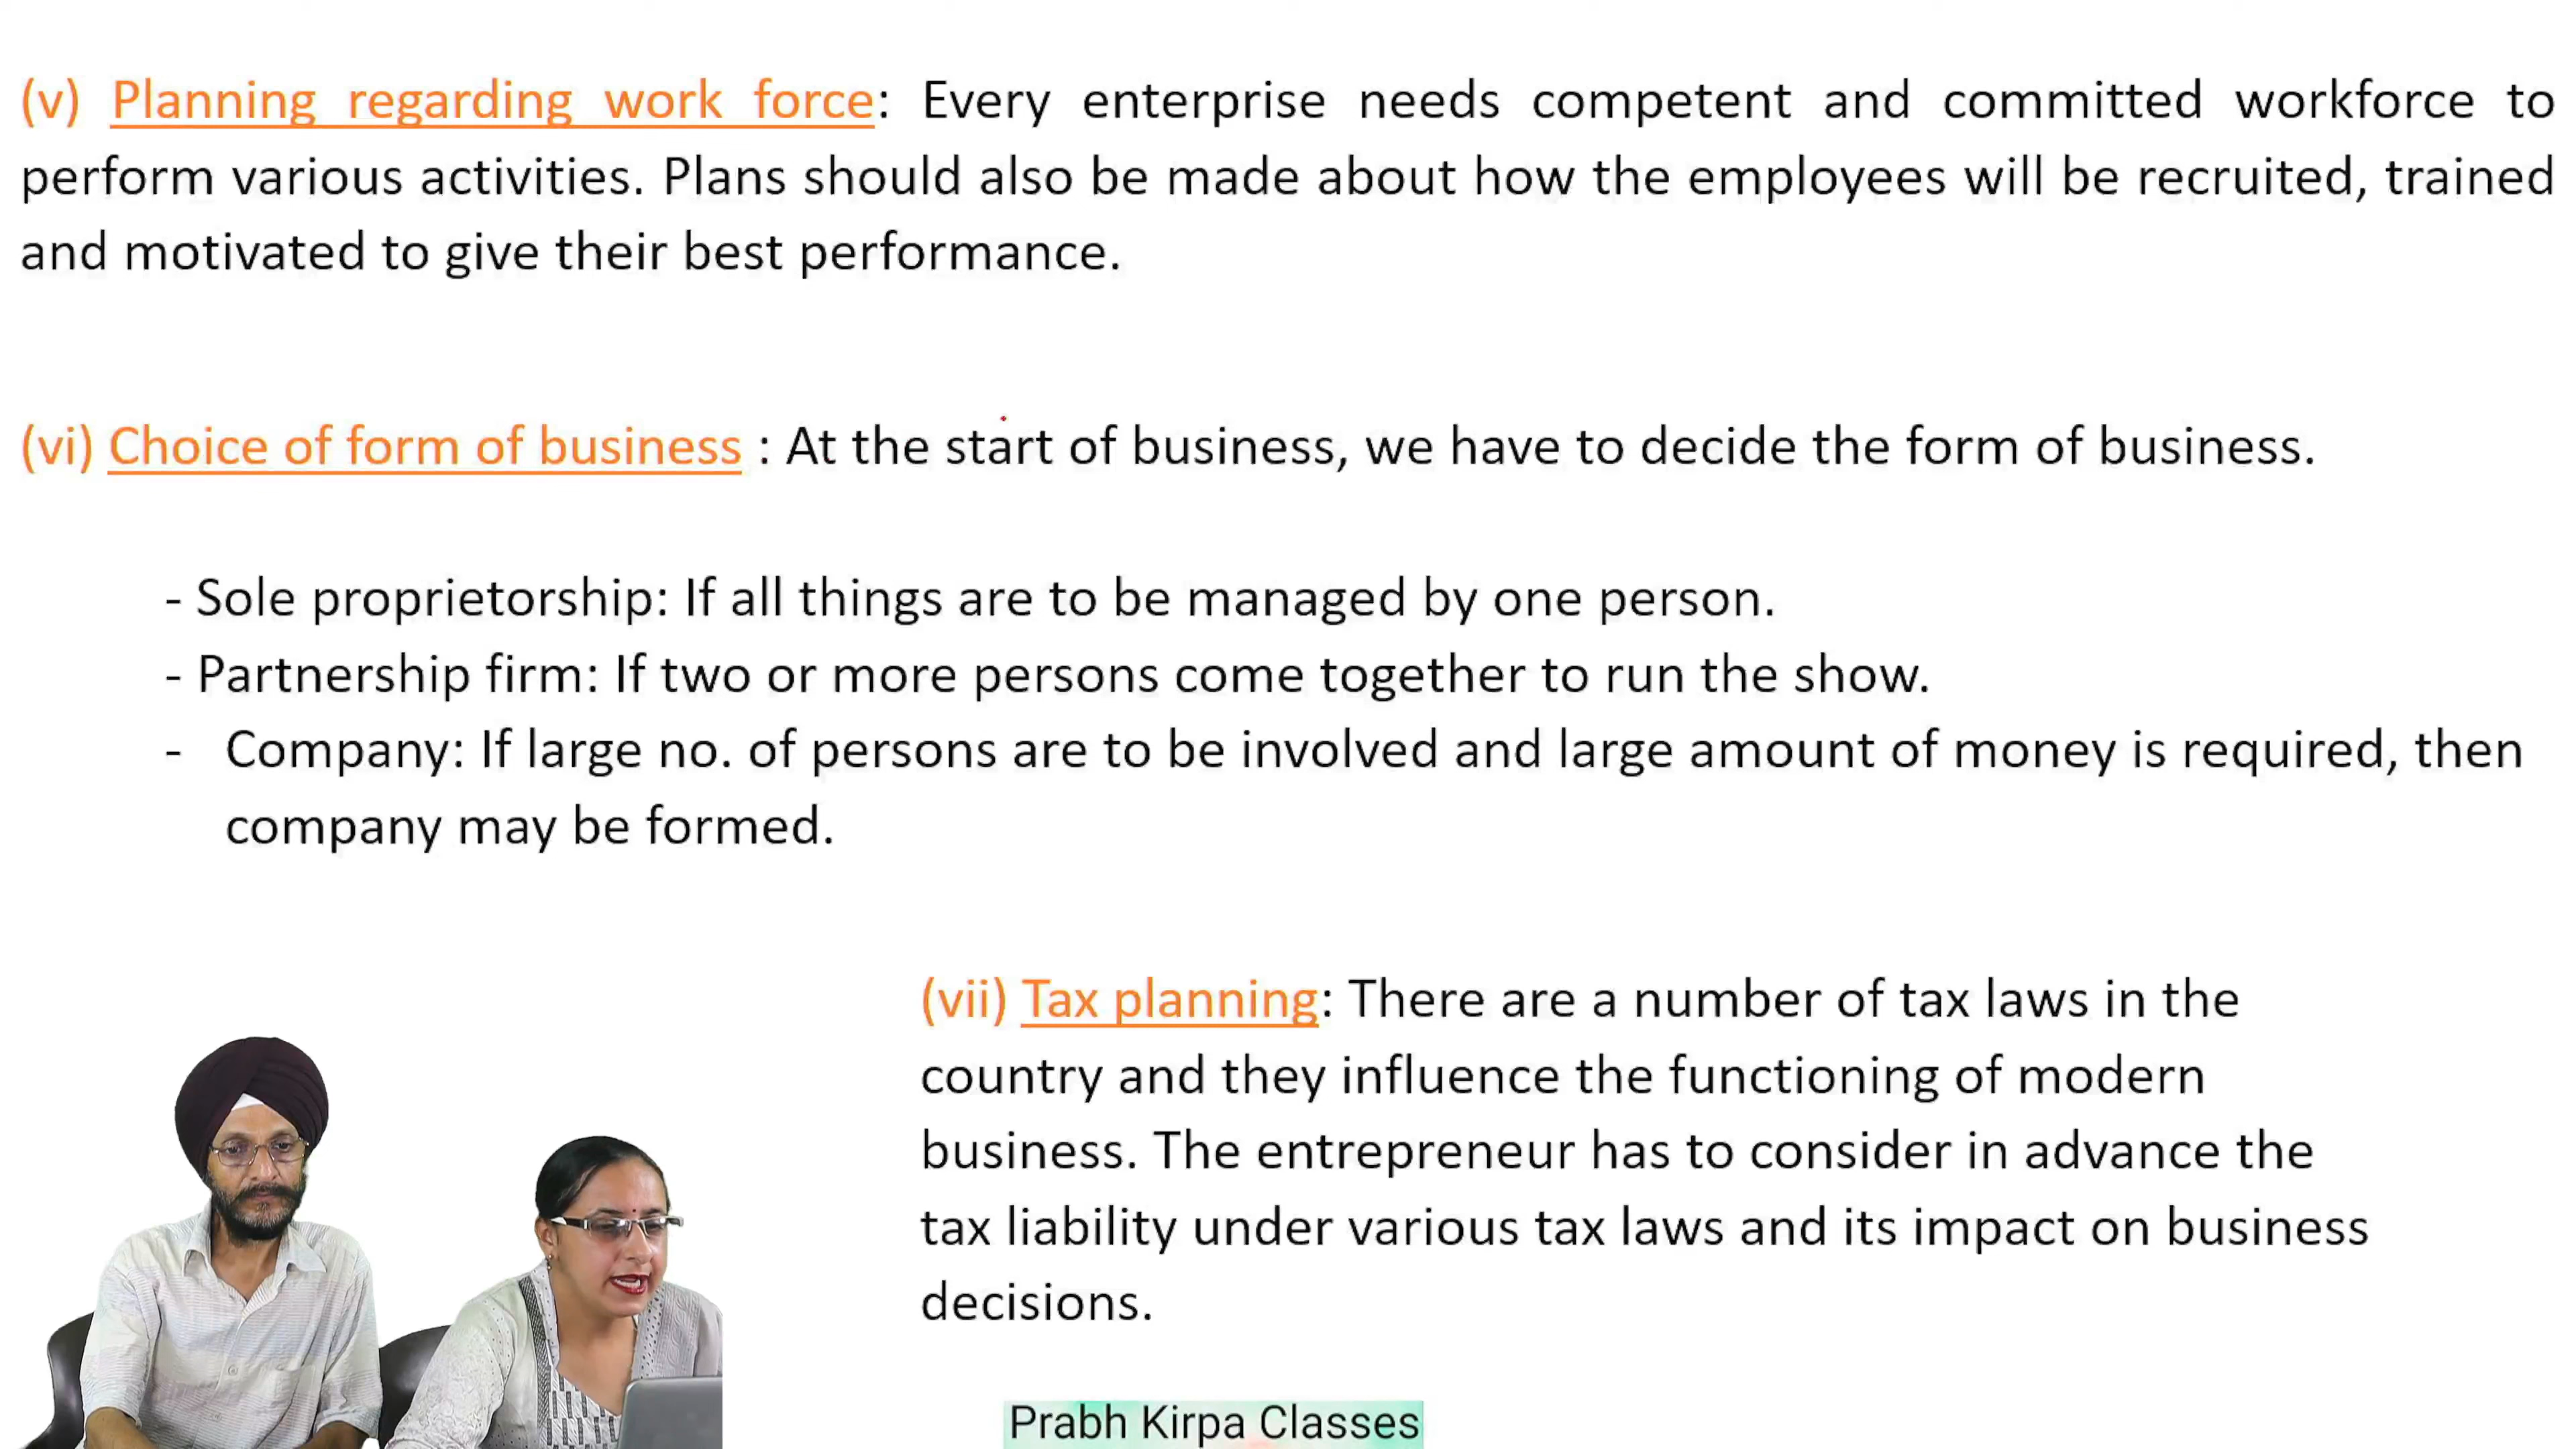 (v) Planning regarding work force: Every enterprise needs competent and committed workforce to
perform various activities. Plans should also be made about how the employees will be recruited, trained
and motivated to give their best performance.
(vi) Choice of form of business : At the start of business, we have to decide the form of business.
- Sole proprietorship: If all things are to be managed by one person.
- Partnership firm: If two or more persons come together to run the show.
- Company: If large no. of persons are to be involved and large amount of money is required, then
company may be formed.
(vii) Tax planning: There are a number of tax laws in the
country and they influence the functioning of modern
business. The entrepreneur has to consider in advance the
tax liability under various tax laws and its impact on business
decisions.
Prabh Kirpa Classes